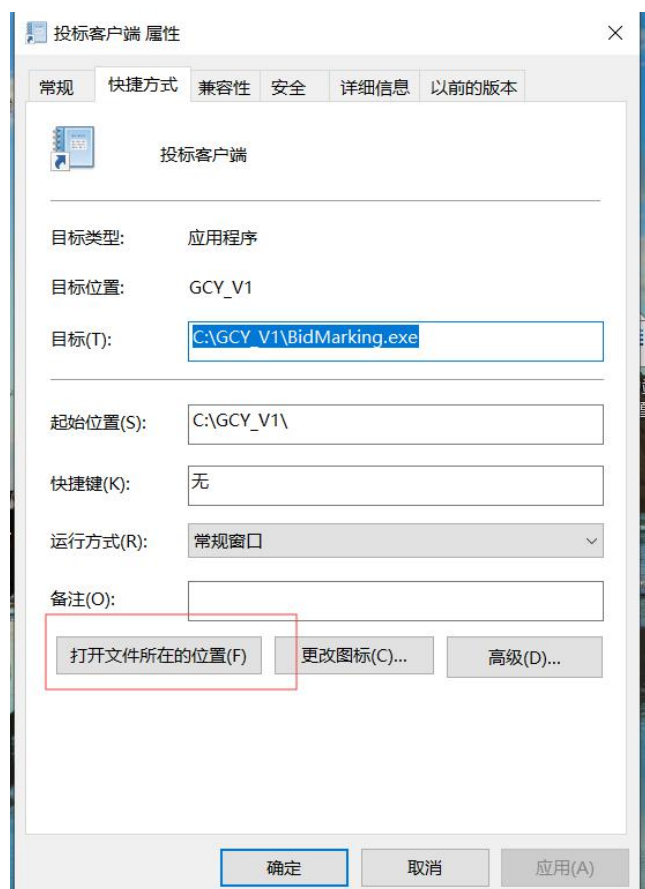 投标客户端 属性
常规 快捷方式 兼容性 安全 详细信息 以前的版本
投标客户端
目标类型: 应用程序
目标位置: GCY_V1
目标(T): C:\GCY_V1\BidMarking.exe
起始位置(S): C:\GCY_V1\
快捷键(K): 无
运行方式(R): 常规窗口
备注(O):
打开文件所在的位置(F) 更改图标(C)... 高级(D)...
确定 取消 应用(A)